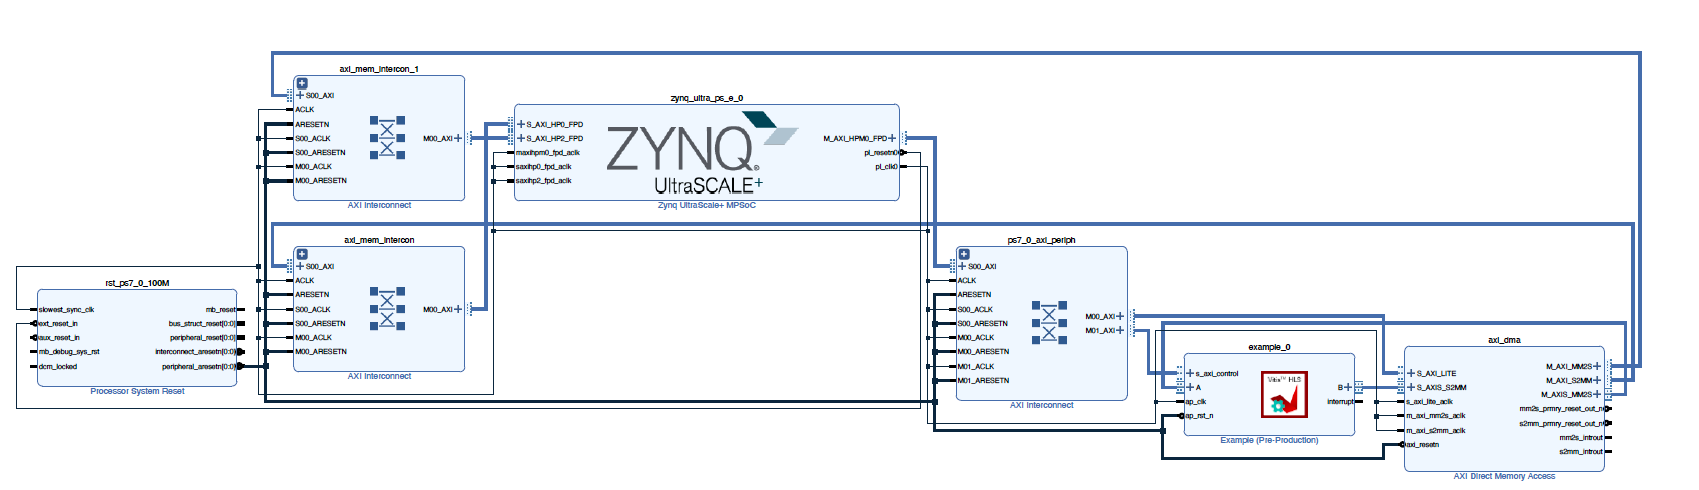 axi_mem_intercon_1
S00_AXI
ACLK
ARESETN
S00_ACLK
S00_ARESETN
M00_ACLK
M00_ARESETN
M00_AXI
AXI Interconnect
zynq_ultra_ps_e_0
S_AXI_HP0_FPD
S_AXI_HP2_FPD
maxihpm0_fpd_aclk
saxihp0_fpd_aclk
saxihp2_fpd_aclk
ZYNQ
UltraSCALE+
M_AXI_HPM0_FPD
pl_resetn0
pl_clk0
Zynq UltraScale+ MPSoC
axi_mem_intercon
S00_AXI
ACLK
ARESETN
S00_ACLK
S00_ARESETN
M00_ACLK
M00_ARESETN
M00_AXI
AXI Interconnect
rst_ps7_0_100M
slowest_sync_clk
ext_reset_in
aux_reset_in
mb_debug_sys_rst
dcm_locked
mb_reset
bus_struct_reset[0:0]
peripheral_reset[0:0]
interconnect_aresetn[0:0]
peripheral_aresetn[0:0]
Processor System Reset
ps7_0_axi_periph
S00_AXI
ACLK
ARESETN
S00_ACLK
S00_ARESETN
M00_ACLK
M00_ARESETN
M01_ACLK
M01_ARESETN
M00_AXI
M01_AXI
AXI Interconnect
example_0
s_axi_control
A
ap_clk
ap_rst_n
Vitis™ HLS
B
interrupt
Example (Pre-Production)
axi_dma
S_AXI_LITE
S_AXIS_S2MM
s_axi_lite_aclk
m_axi_mm2s_aclk
m_axi_s2mm_aclk
axi_resetn
M_AXI_MM2S
M_AXI_S2MM
M_AXIS_MM2S
mm2s_prmry_reset_out_n
s2mm_prmry_reset_out_n
mm2s_introut
s2mm_introut
AXI Direct Memory Access